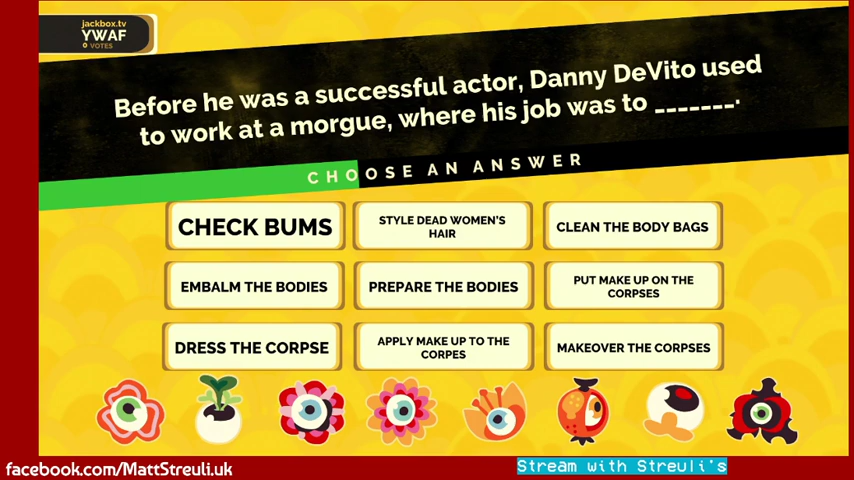 jackbox.tv
YWAF
0 VOTES
Before he was a successful actor, Danny DeVito used
to work at a morgue, where his job was to _______.
CHOOSE AN ANSWER
CHECK BUMS
STYLE DEAD WOMEN'S
HAIR
CLEAN THE BODY BAGS
EMBALM THE BODIES
PREPARE THE BODIES
PUT MAKE UP ON THE
CORPSES
DRESS THE CORPSE
APPLY MAKE UP TO THE
CORPES
MAKEOVER THE CORPSES
facebook.com/MattStreuli.uk
Stream with Streuli's